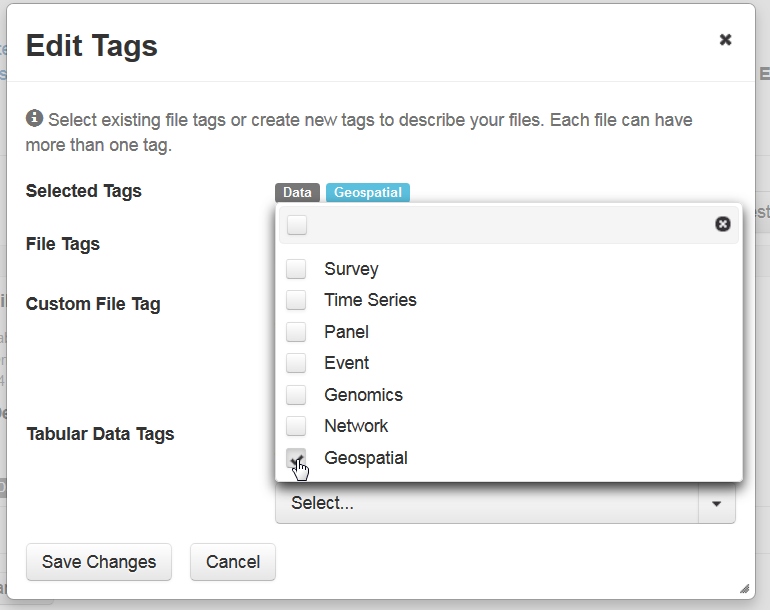 Edit Tags
Select existing file tags or create new tags to describe your files. Each file can have
more than one tag.
Selected Tags
Data
Geospatial
File Tags
Custom File Tag
Tabular Data Tags
Survey
Time Series
Panel
Event
Genomics
Network
Geospatial
Select...
Save Changes
Cancel